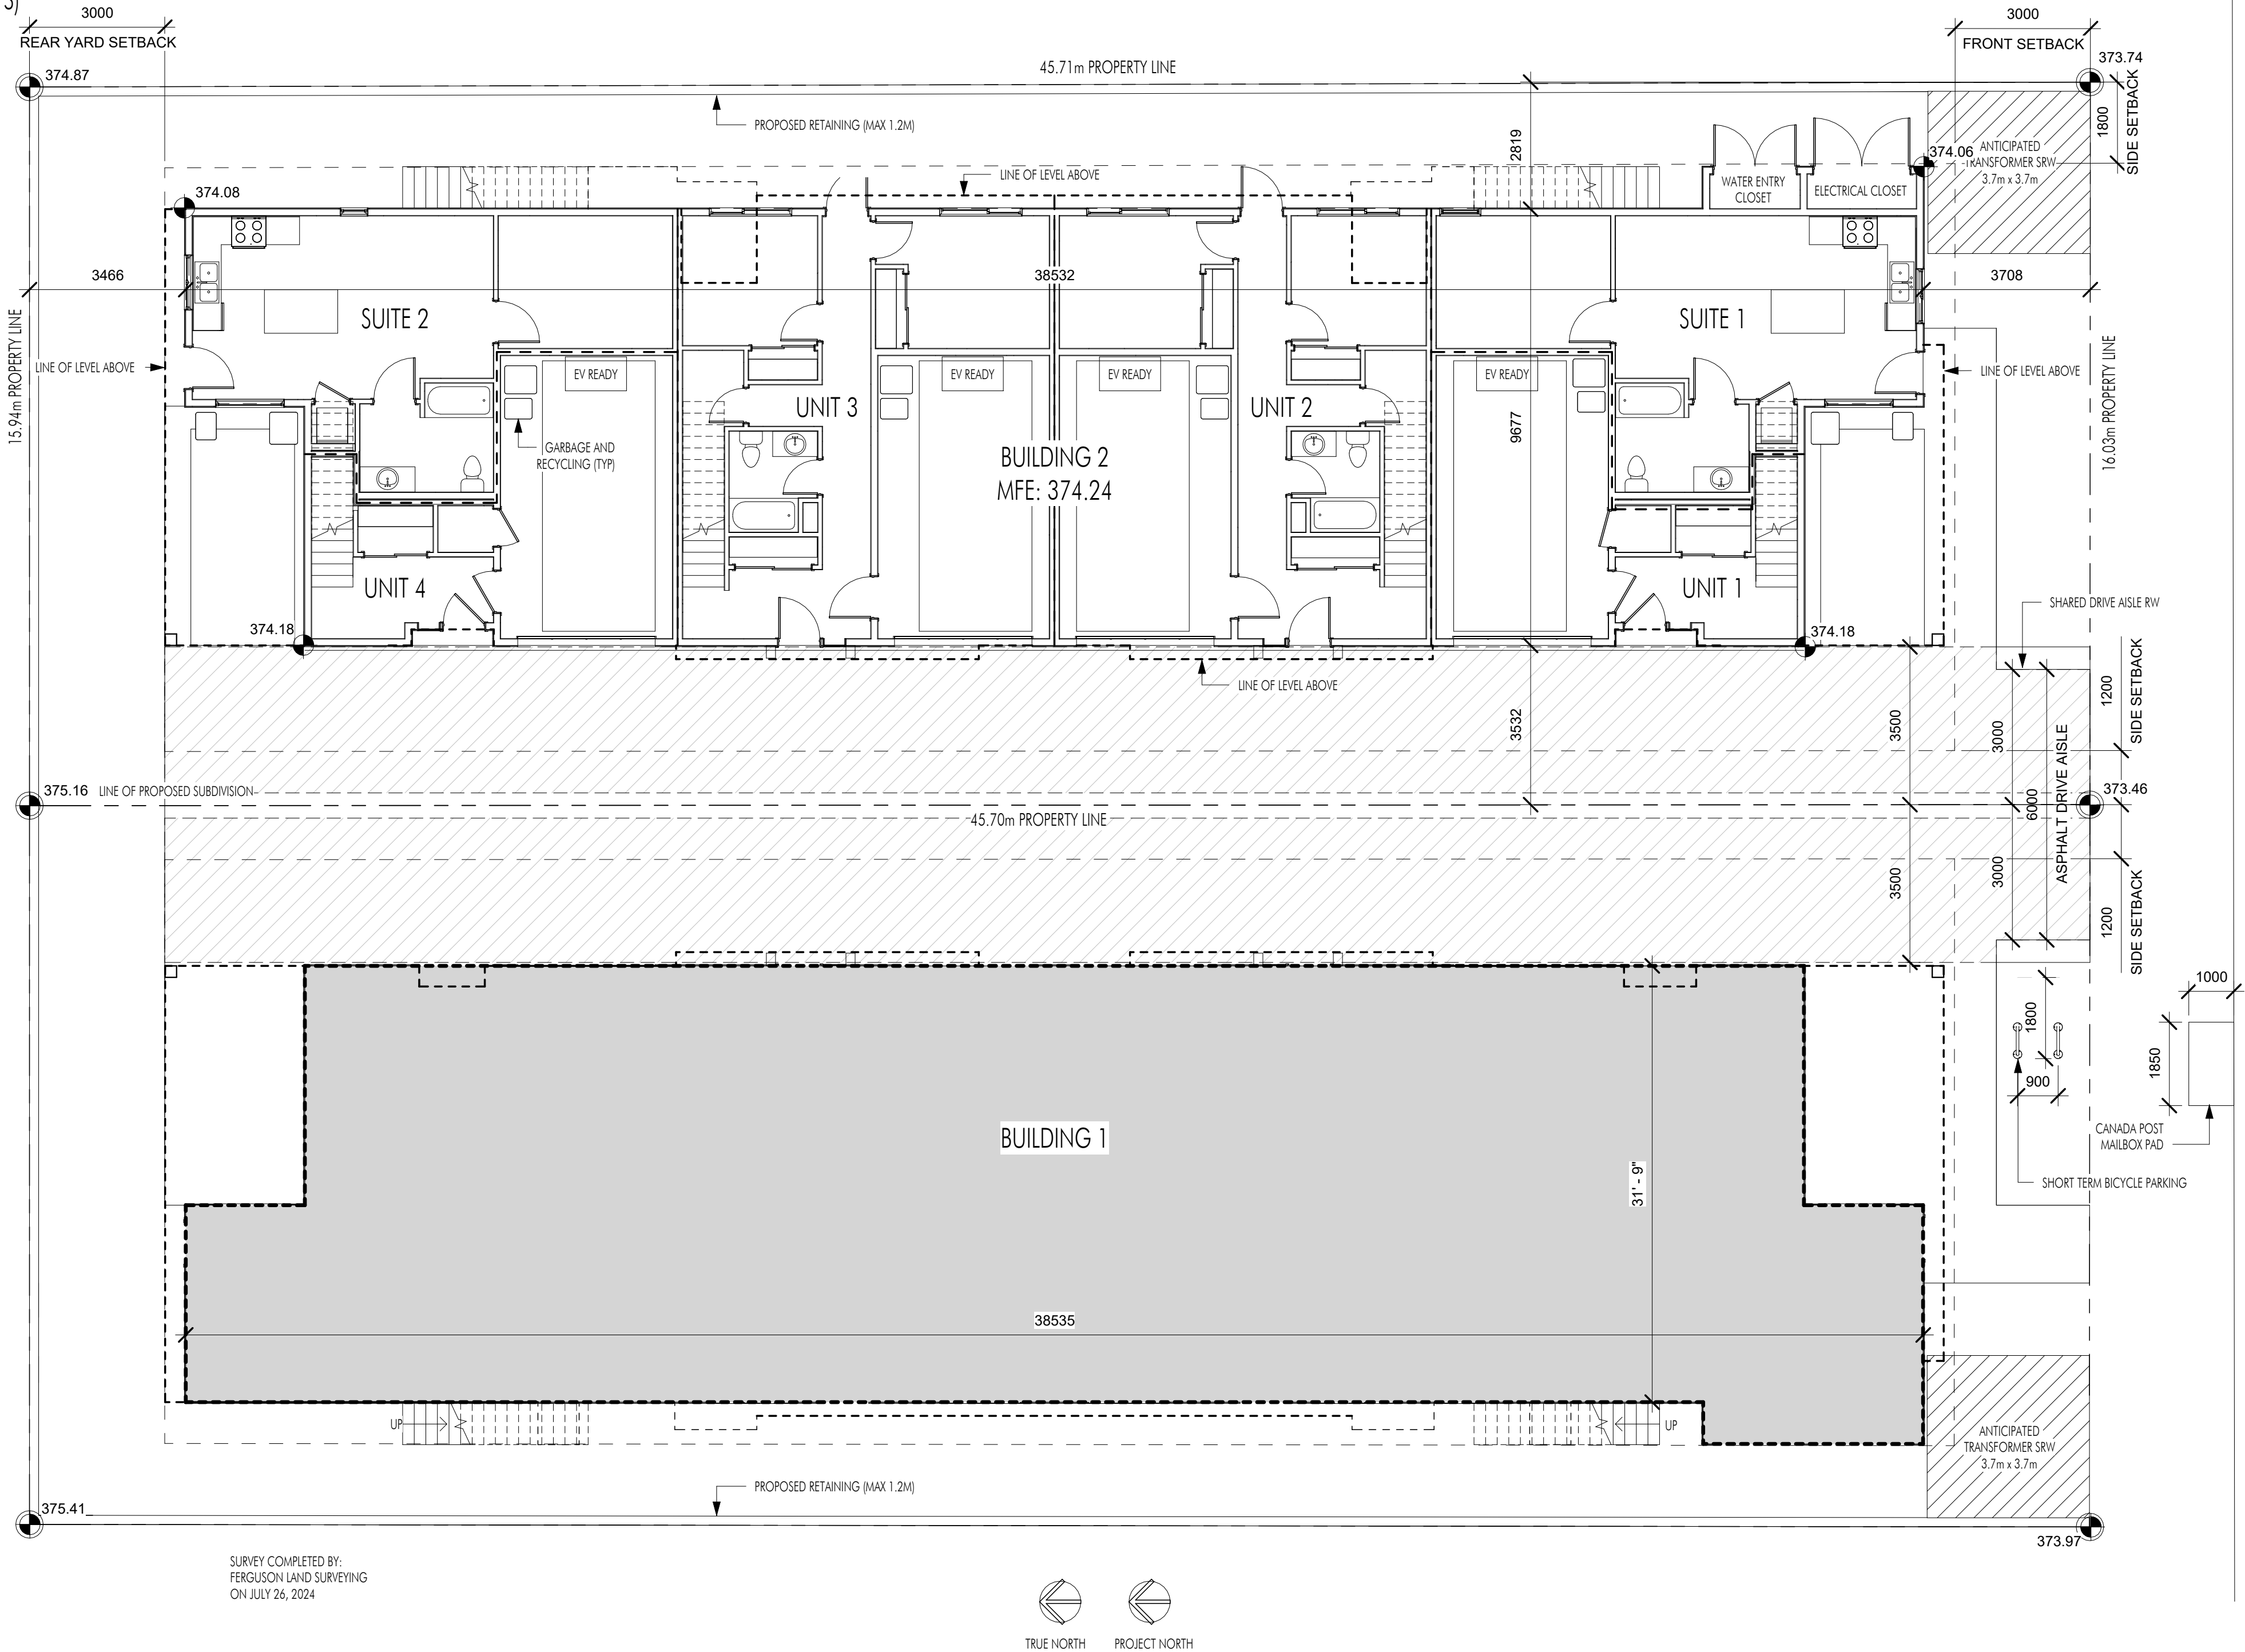 3000
REAR YARD SETBACK
3000
FRONT SETBACK
374.87
45.71m PROPERTY LINE
373.74
PROPOSED RETAINING (MAX 1.2M)
2819
1800
SIDE SETBACK
ANTICIPATED
TRANSFORMER SRW
3.7m x 3.7m
374.06
374.08
LINE OF LEVEL ABOVE
WATER ENTRY
CLOSET
ELECTRICAL CLOSET
3466
38532
3708
SUITE 2
SUITE 1
15.94m PROPERTY LINE
16.03m PROPERTY LINE
LINE OF LEVEL ABOVE
LINE OF LEVEL ABOVE
EV READY
EV READY
EV READY
EV READY
UNIT 3
UNIT 2
9677
GARBAGE AND
RECYCLING (TYP)
BUILDING 2
MFE: 374.24
UNIT 4
UNIT 1
SHARED DRIVE AISLE RW
374.18
374.18
LINE OF LEVEL ABOVE
3532
3500
3000
6000
ASPHALT DRIVE AISLE
1200
SIDE SETBACK
375.16
LINE OF PROPOSED SUBDIVISION
373.46
45.70m PROPERTY LINE
3500
3000
1200
SIDE SETBACK
1000
1800
1850
900
BUILDING 1
CANADA POST
MAILBOX PAD
31' - 9"
SHORT TERM BICYCLE PARKING
38535
UP
UP
ANTICIPATED
TRANSFORMER SRW
3.7m x 3.7m
PROPOSED RETAINING (MAX 1.2M)
375.41
373.97
SURVEY COMPLETED BY:
FERGUSON LAND SURVEYING
ON JULY 26, 2024
TRUE NORTH
PROJECT NORTH